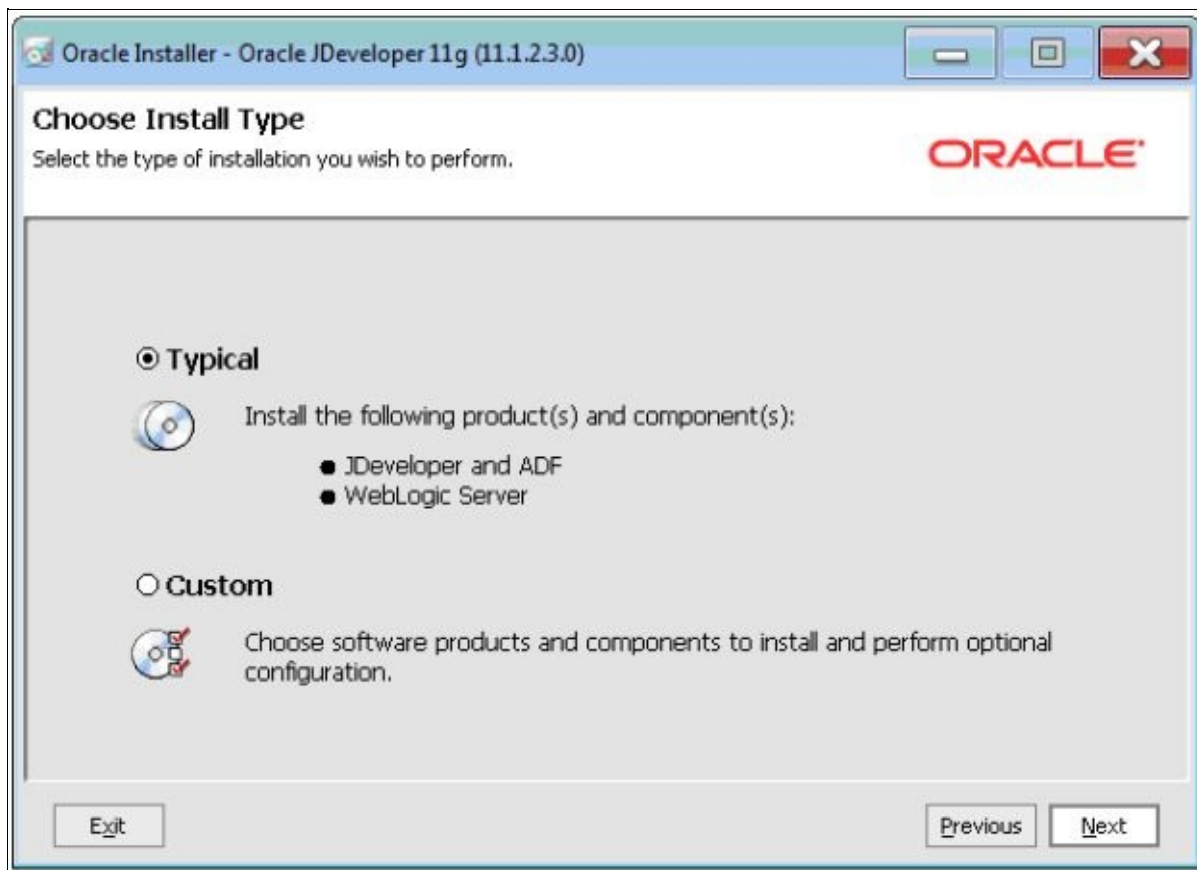 Oracle Installer - Oracle JDeveloper 11g (11.1.2.3.0)
Choose Install Type
Select the type of installation you wish to perform.
ORACLE
Typical
Install the following product(s) and component(s):
JDeveloper and ADF
WebLogic Server
Custom
Choose software products and components to install and perform optional
configuration.
Exit
Previous
Next